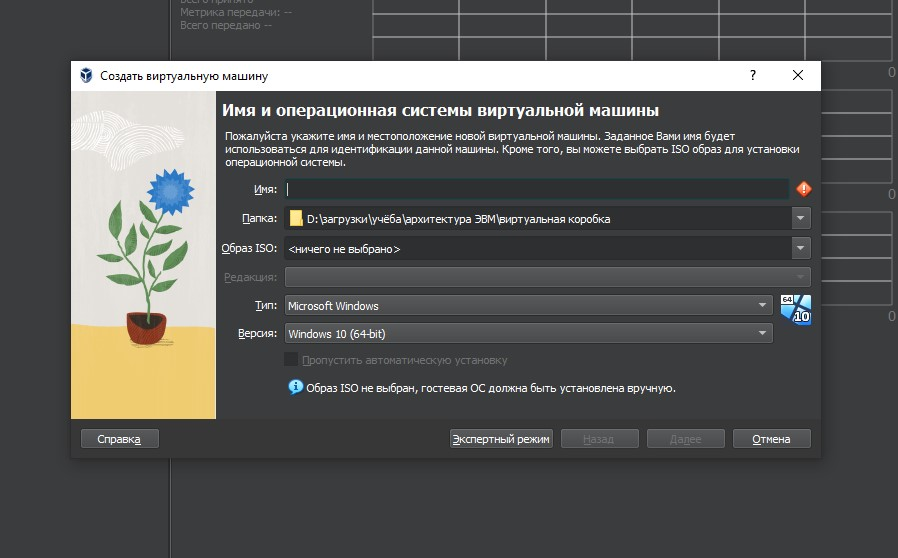 Всего принято
Метрика передачи: --
Всего передано --
0
Создать виртуальную машину
?
Имя и операционная системы виртуальной машины
Пожалуйста укажите имя и местоположение новой виртуальной машины. Заданное Вами имя будет
использоваться для идентификации данной машины. Кроме того, вы можете выбрать ISO образ для установки
операционной системы.
Имя:
0
Папка: D:\загрузки\учёба\архитектура ЭВМ\виртуальная коробка
Образ ISO: <ничего не выбрано>
Редакция:
Тип: Microsoft Windows
64
10
0
Версия: Windows 10 (64-bit)
Пропустить автоматическую установку
Образ ISO не выбран, гостевая ОС должна быть установлена вручную.
Справка Экспертный режим Назад Далее Отмена